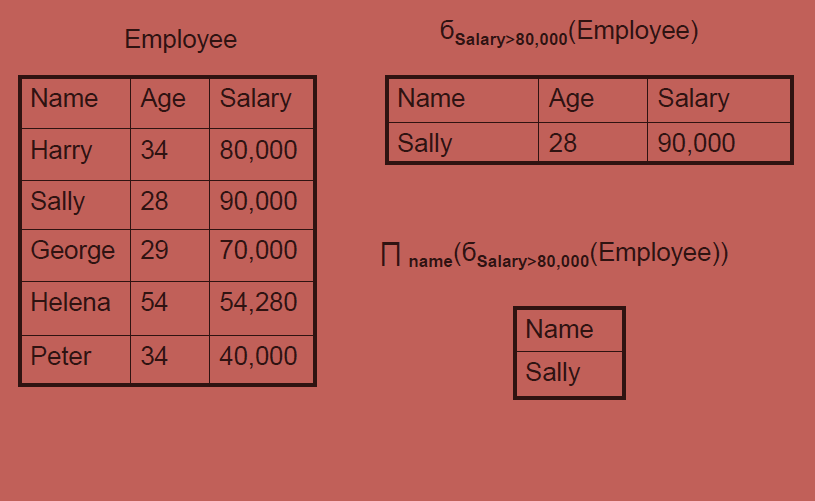 Employee
Name Age Salary
Harry 34 80,000
Sally 28 90,000
George 29 70,000
Helena 54 54,280
Peter 34 40,000
бSalary>80,000(Employee)
Name Age Salary
Sally 28 90,000
∏ name(бSalary>80,000(Employee))
Name
Sally